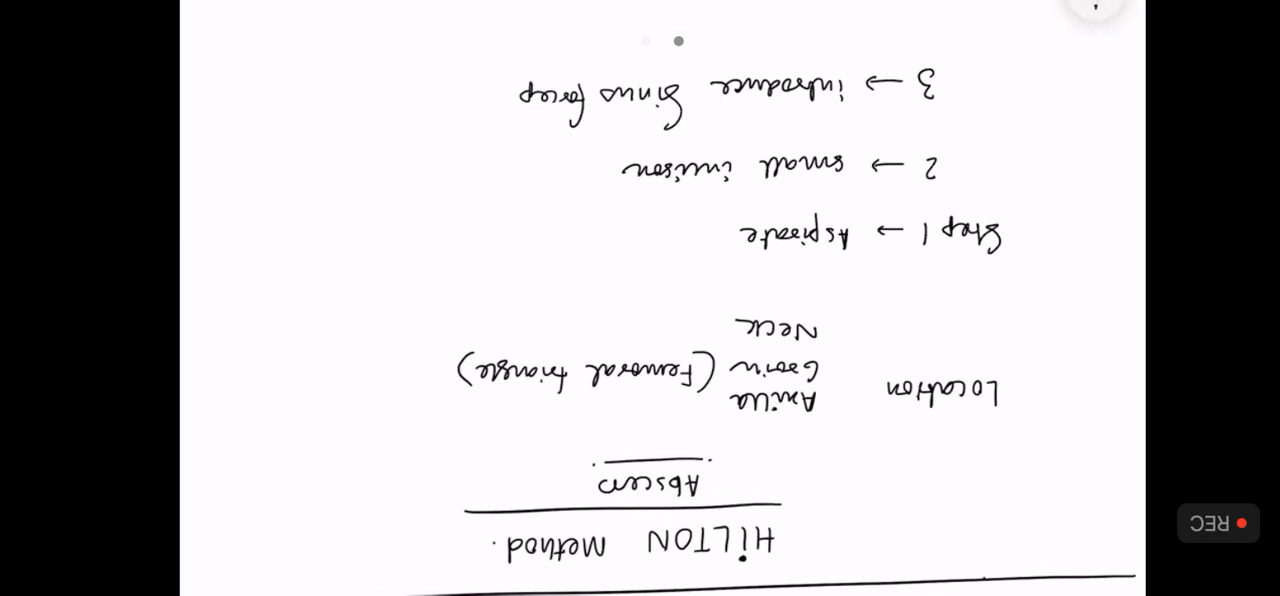 HILTON Method.
Abscess
Location Axilla
Groin (Femoral triangle)
Neck
Step 1 → Aspirate
2 → small incison
3 → introduce Sinus forcep
REC